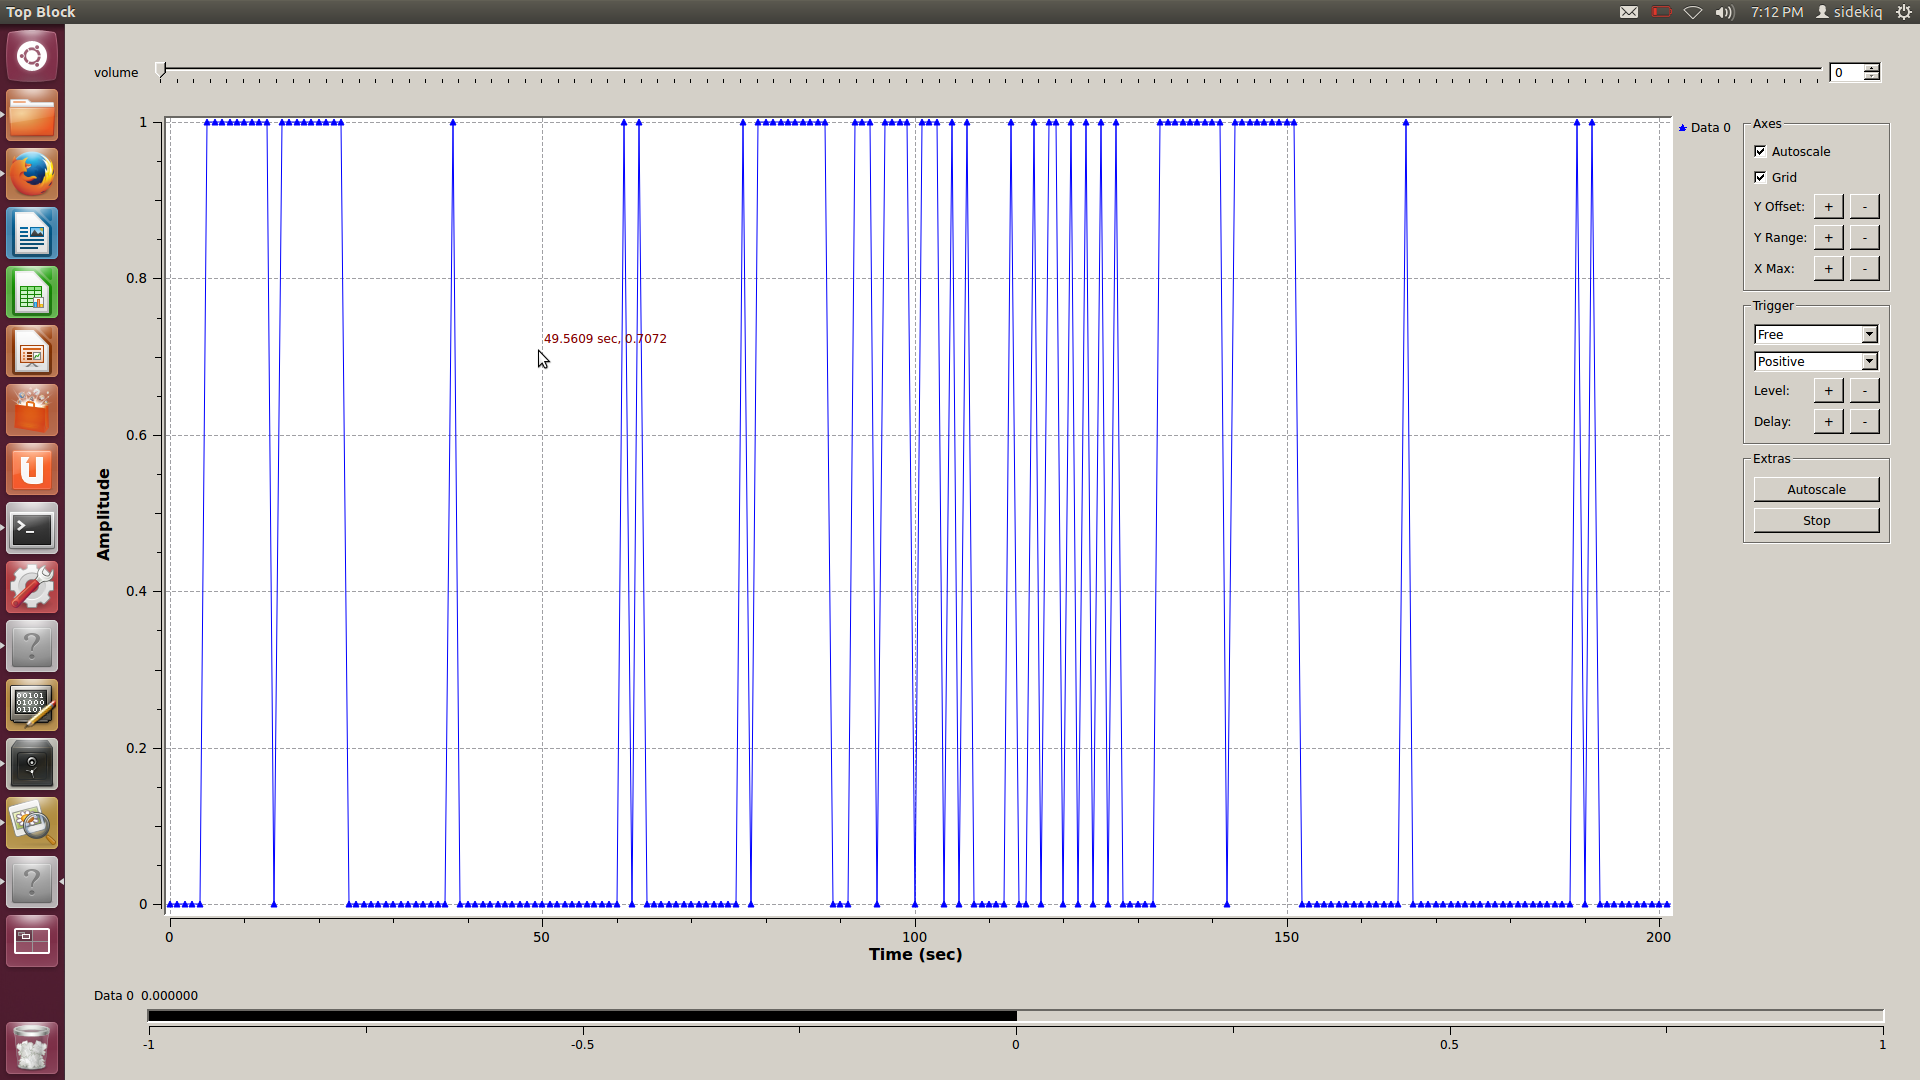 Top Block
7:12 PM sidekiq
volume
0
1
0.8
0.6
0.4
0.2
0
Amplitude
49.5609 sec, 0.7072
0 50 100 150 200
Time (sec)
Data 0
Axes
Autoscale
Grid
Y Offset: + -
Y Range: + -
X Max: + -
Trigger
Free
Positive
Level: + -
Delay: + -
Extras
Autoscale
Stop
Data 0 0.000000
-1 -0.5 0 0.5 1